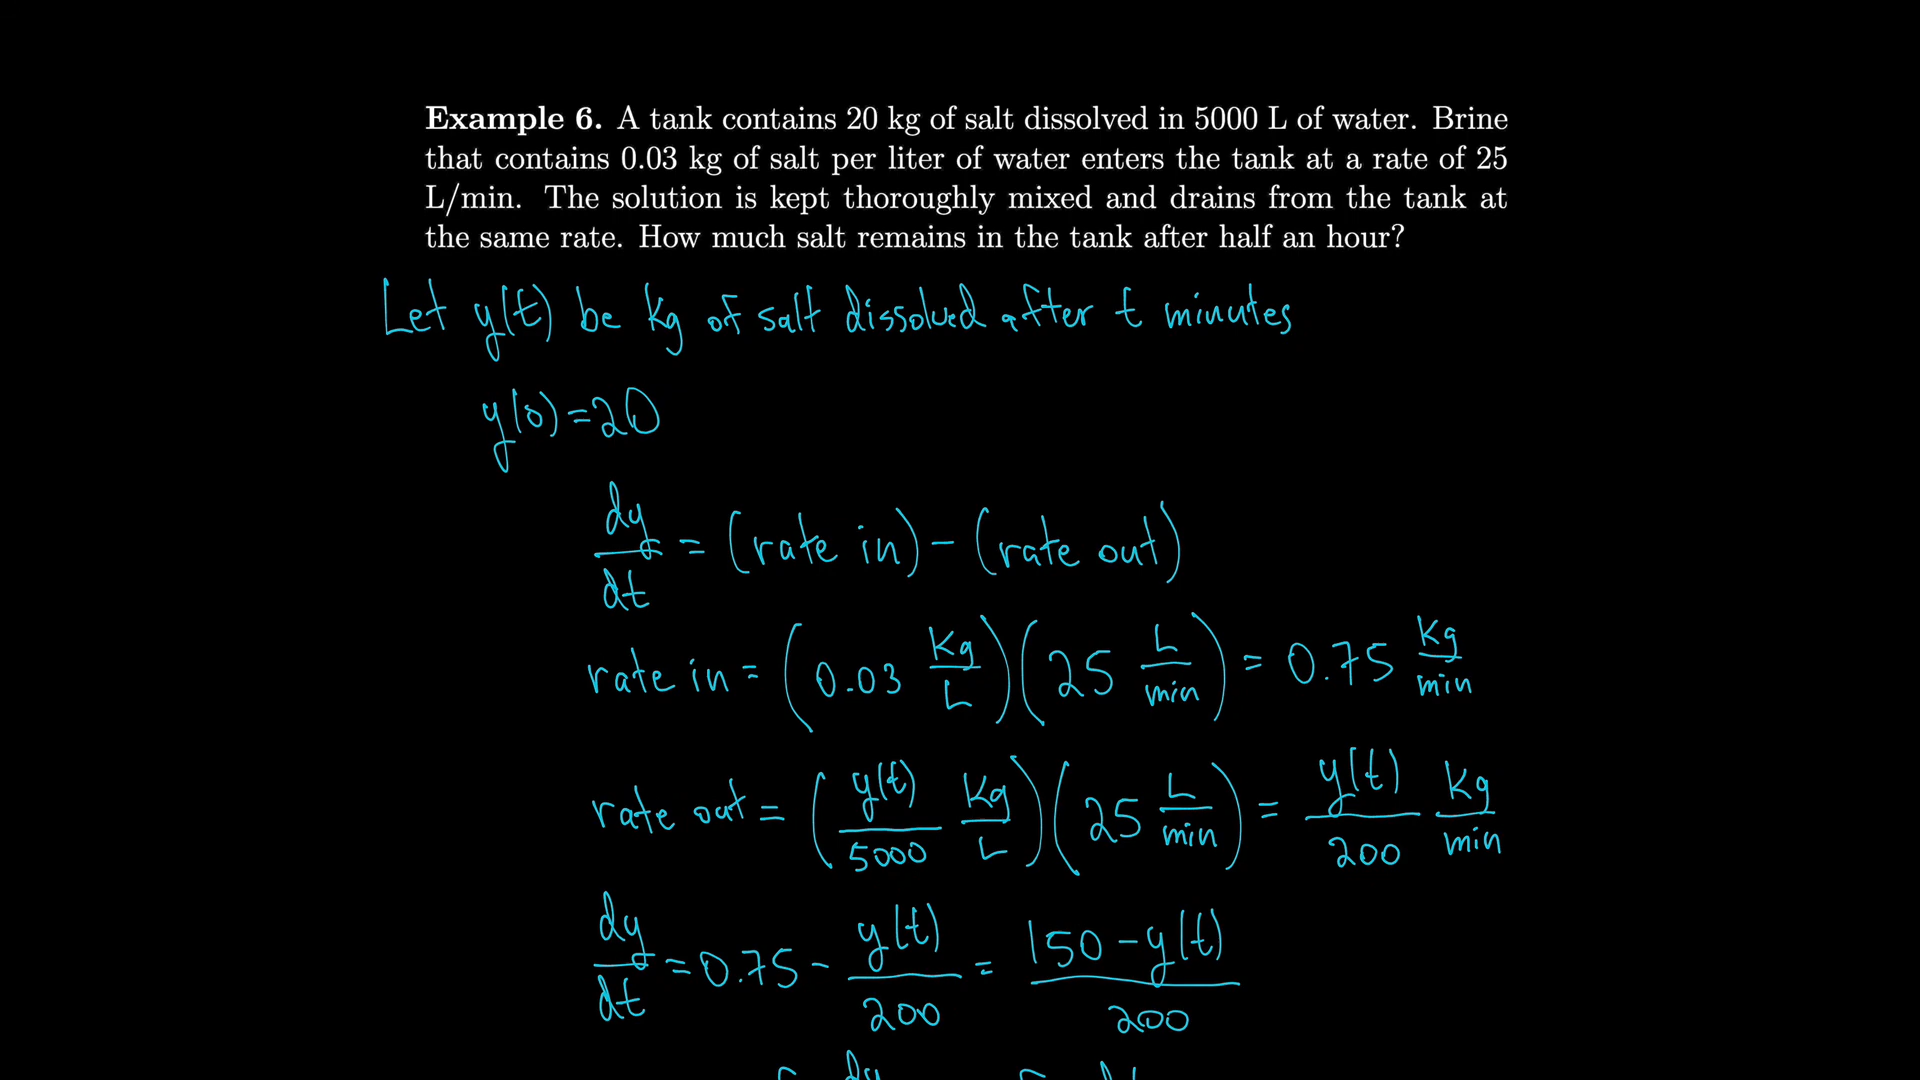 Example 6. A tank contains 20 kg of salt dissolved in 5000 L of water. Brine
that contains 0.03 kg of salt per liter of water enters the tank at a rate of 25
L/min. The solution is kept thoroughly mixed and drains from the tank at
the same rate. How much salt remains in the tank after half an hour?
Let y(t) be kg of salt dissolved after t minutes
y(0)=20
dy/dt = (rate in) - (rate out)
rate in = (0.03 kg/L)(25 L/min) = 0.75 kg/min
rate out = (y(t)/5000 kg/L)(25 L/min) = y(t)/200 kg/min
dy/dt = 0.75 - y(t)/200 = 150 - y(t)/200